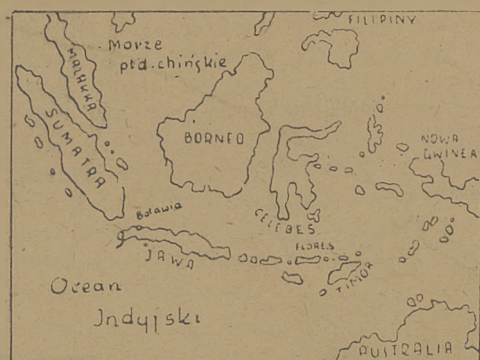 FILIPINY
Morze
płd.chińskie
MALAKKA
SUMATRA
BORNEO
NOWA
GWINEA
Batawia
CELEBES
JAWA
FLORES
TIMOR
Ocean
Indyjski
AUSTRALIA